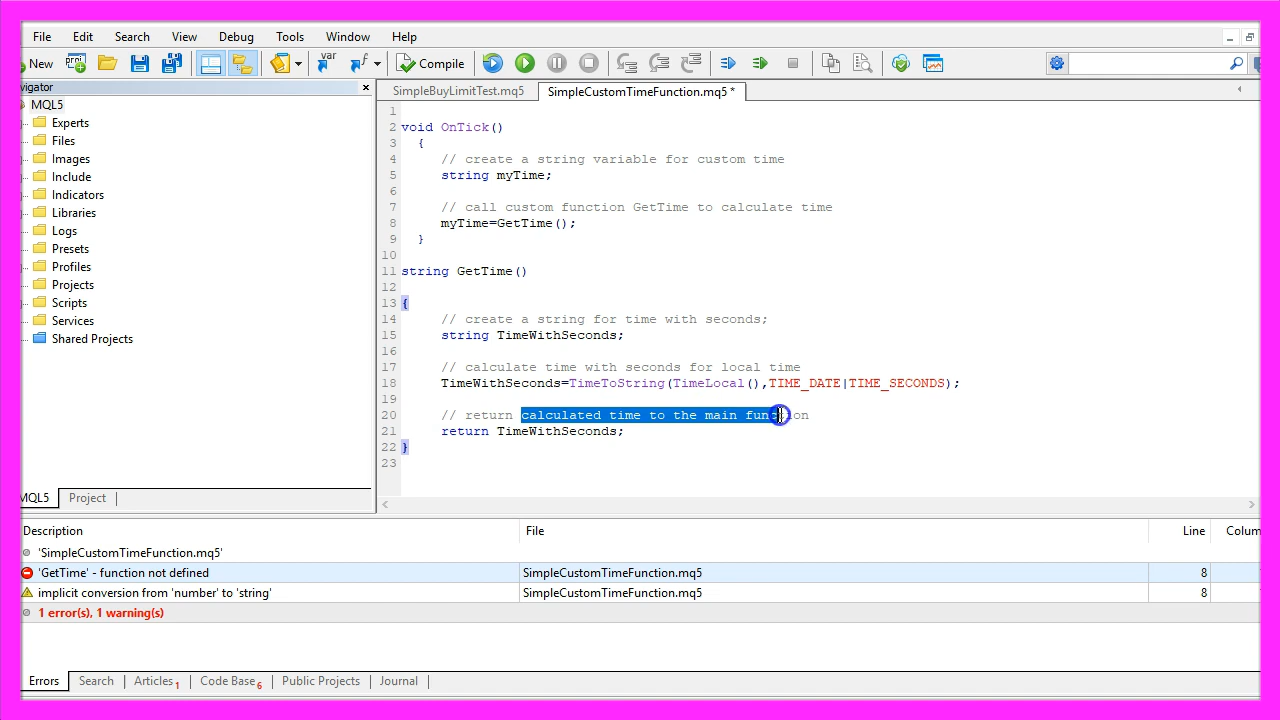 File Edit Search View Debug Tools Window Help
New var Compile
avigator
SimpleBuyLimitTest.mq5 SimpleCustomTimeFunction.mq5 *
MQL5
Experts
Files
Images
Include
Indicators
Libraries
Logs
Presets
Profiles
Projects
Scripts
Services
Shared Projects
MQL5 Project
1
2 void OnTick()
3 {
4 // create a string variable for custom time
5 string myTime;
6
7 // call custom function GetTime to calculate time
8 myTime=GetTime();
9 }
10
11 string GetTime()
12
13 {
14 // create a string for time with seconds;
15 string TimeWithSeconds;
16
17 // calculate time with seconds for local time
18 TimeWithSeconds=TimeToString(TimeLocal(),TIME_DATE|TIME_SECONDS);
19
20 // return calculated time to the main function
21 return TimeWithSeconds;
22 }
23
Description File Line Colum
'SimpleCustomTimeFunction.mq5'
'GetTime' - function not defined SimpleCustomTimeFunction.mq5 8
implicit conversion from 'number' to 'string' SimpleCustomTimeFunction.mq5 8
1 error(s), 1 warning(s)
Errors Search Articles 1 Code Base 6 Public Projects Journal